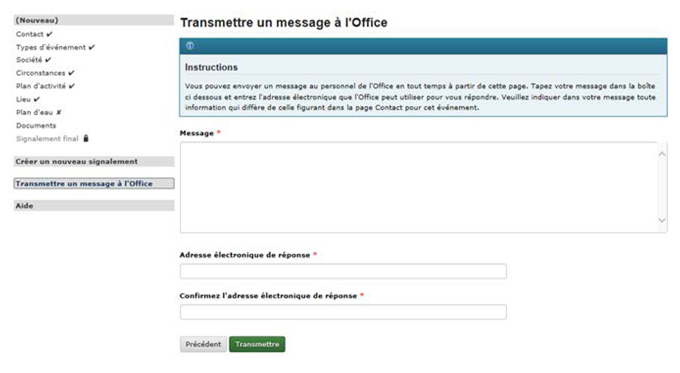 (Nouveau)
Contact ✔
Types d'événement ✔
Société ✔
Circonstances ✔
Plan d'activité ✔
Lieu ✔
Plan d'eau ✘
Documents
Signalement final
Créer un nouveau signalement
Transmettre un message à l'Office
Aide
Transmettre un message à l'Office
Instructions
Vous pouvez envoyer un message au personnel de l'Office en tout temps à partir de cette page. Tapez votre message dans la boîte
ci dessous et entrez l'adresse électronique que l'Office peut utiliser pour vous répondre. Veuillez indiquer dans votre message toute
information qui diffère de celle figurant dans la page Contact pour cet événement.
Message *
Adresse électronique de réponse *
Confirmez l'adresse électronique de réponse *
Précédent Transmettre